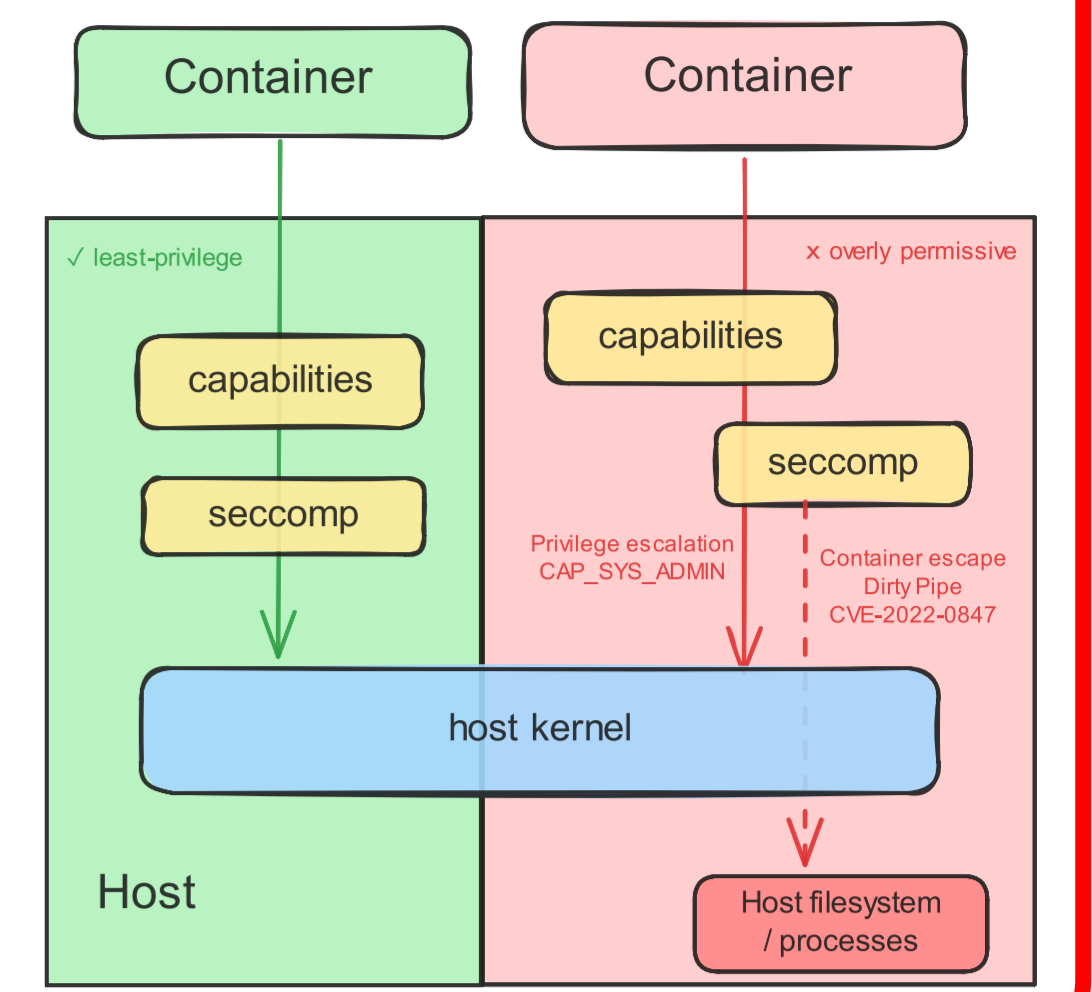 Container
Container
✓ least-privilege
x overly permissive
capabilities
capabilities
seccomp
seccomp
Privilege escalation
CAP_SYS_ADMIN
Container escape
Dirty Pipe
CVE-2022-0847
host kernel
Host
Host filesystem
/ processes